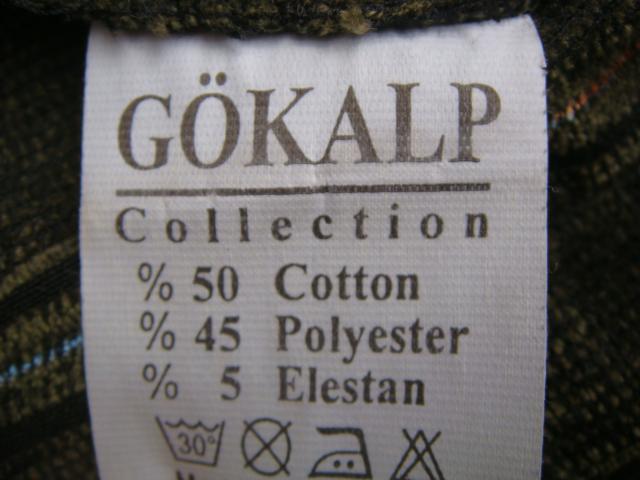 GÖKALP
Collection
% 50 Cotton
% 45 Polyester
% 5 Elestan
30°